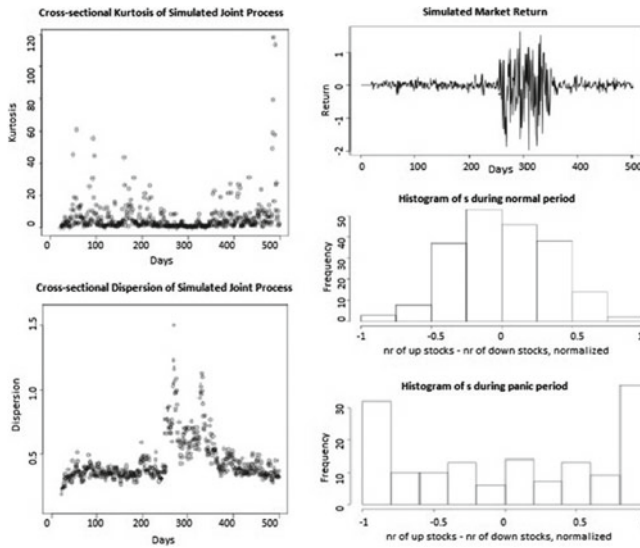 Cross-sectional Kurtosis of Simulated Joint Process
Kurtosis
120
100
80
60
40
20
0
0 100 200 300 400 500
Days
Cross-sectional Dispersion of Simulated Joint Process
Dispersion
1.5
1.0
0.5
0 100 200 300 400 500
Days
Simulated Market Return
Return
1
0
-1
-2
0 100 200 300 400 500
Days
Histogram of s during normal period
Frequency
50
30
20
10
0
-1 -0.5 0 0.5 1
nr of up stocks - nr of down stocks, normalized
Histogram of s during panic period
Frequency
30
10
0
-1 -0.5 0 0.5 1
nr of up stocks - nr of down stocks, normalized